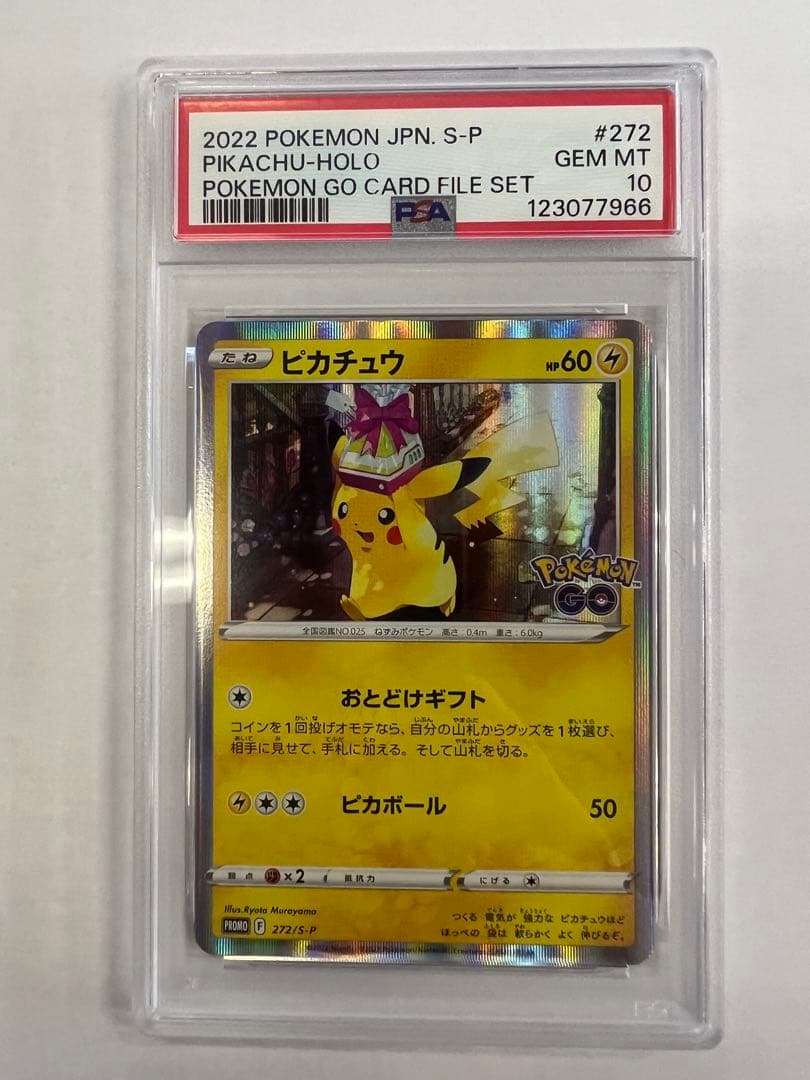 2022 POKEMON JPN. S-P #272
PIKACHU-HOLO GEM MT
POKEMON GO CARD FILE SET 10
PSA 123077966
たね ピカチュウ HP60
POKéMON™
GO
全国図鑑NO.025 ねずみポケモン 高さ:0.4m 重さ:6.0kg
おとどけギフト
コインを1回投げオモテなら、自分の山札からグッズを1枚選び、
相手に見せて、手札に加える。そして山札を切る。
ピカボール 50
弱点 ×2 抵抗力 にげる
Illus.Ryota Murayama
PROMO F 272/S-P
つくる 電気が 強力な ピカチュウほど
ほっぺの 袋は 軟らかく よく 伸びるぞ。